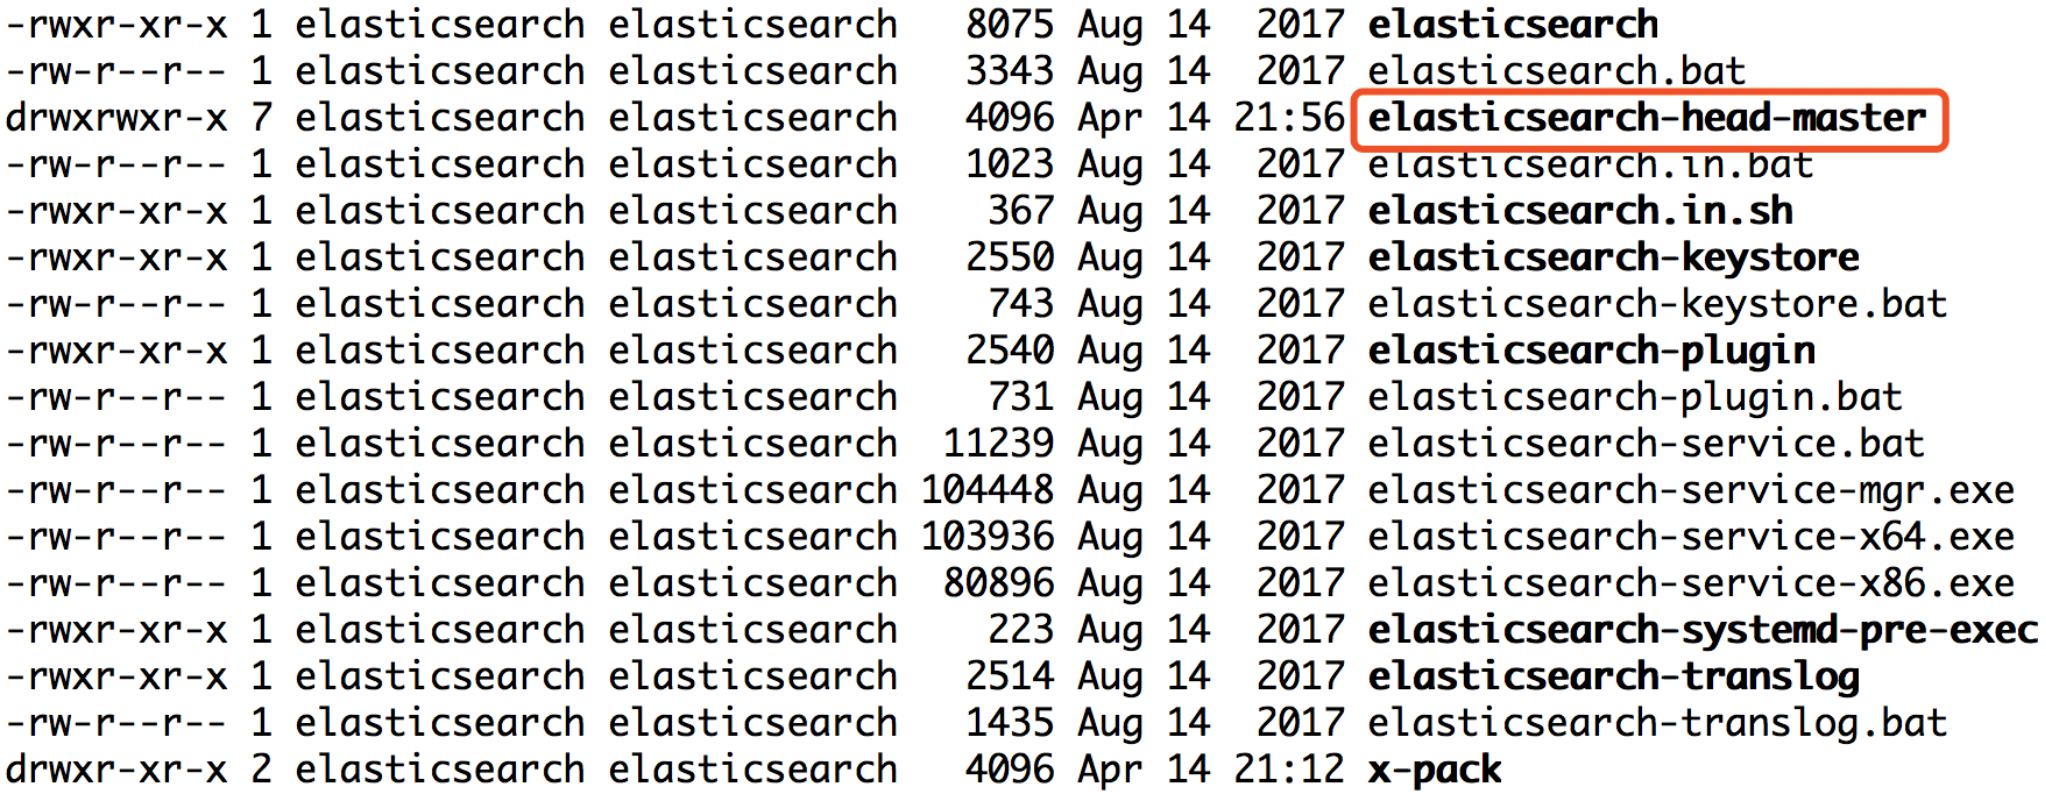 -rwxr-xr-x 1 elasticsearch elasticsearch   8075 Aug 14  2017 elasticsearch
-rw-r--r-- 1 elasticsearch elasticsearch   3343 Aug 14  2017 elasticsearch.bat
drwxrwxr-x 7 elasticsearch elasticsearch   4096 Apr 14 21:56 elasticsearch-head-master
-rw-r--r-- 1 elasticsearch elasticsearch   1023 Aug 14  2017 elasticsearch.in.bat
-rwxr-xr-x 1 elasticsearch elasticsearch    367 Aug 14  2017 elasticsearch.in.sh
-rwxr-xr-x 1 elasticsearch elasticsearch   2550 Aug 14  2017 elasticsearch-keystore
-rw-r--r-- 1 elasticsearch elasticsearch    743 Aug 14  2017 elasticsearch-keystore.bat
-rwxr-xr-x 1 elasticsearch elasticsearch   2540 Aug 14  2017 elasticsearch-plugin
-rw-r--r-- 1 elasticsearch elasticsearch    731 Aug 14  2017 elasticsearch-plugin.bat
-rw-r--r-- 1 elasticsearch elasticsearch  11239 Aug 14  2017 elasticsearch-service.bat
-rw-r--r-- 1 elasticsearch elasticsearch 104448 Aug 14  2017 elasticsearch-service-mgr.exe
-rw-r--r-- 1 elasticsearch elasticsearch 103936 Aug 14  2017 elasticsearch-service-x64.exe
-rw-r--r-- 1 elasticsearch elasticsearch  80896 Aug 14  2017 elasticsearch-service-x86.exe
-rwxr-xr-x 1 elasticsearch elasticsearch    223 Aug 14  2017 elasticsearch-systemd-pre-exec
-rwxr-xr-x 1 elasticsearch elasticsearch   2514 Aug 14  2017 elasticsearch-translog
-rw-r--r-- 1 elasticsearch elasticsearch   1435 Aug 14  2017 elasticsearch-translog.bat
drwxr-xr-x 2 elasticsearch elasticsearch   4096 Apr 14 21:12 x-pack